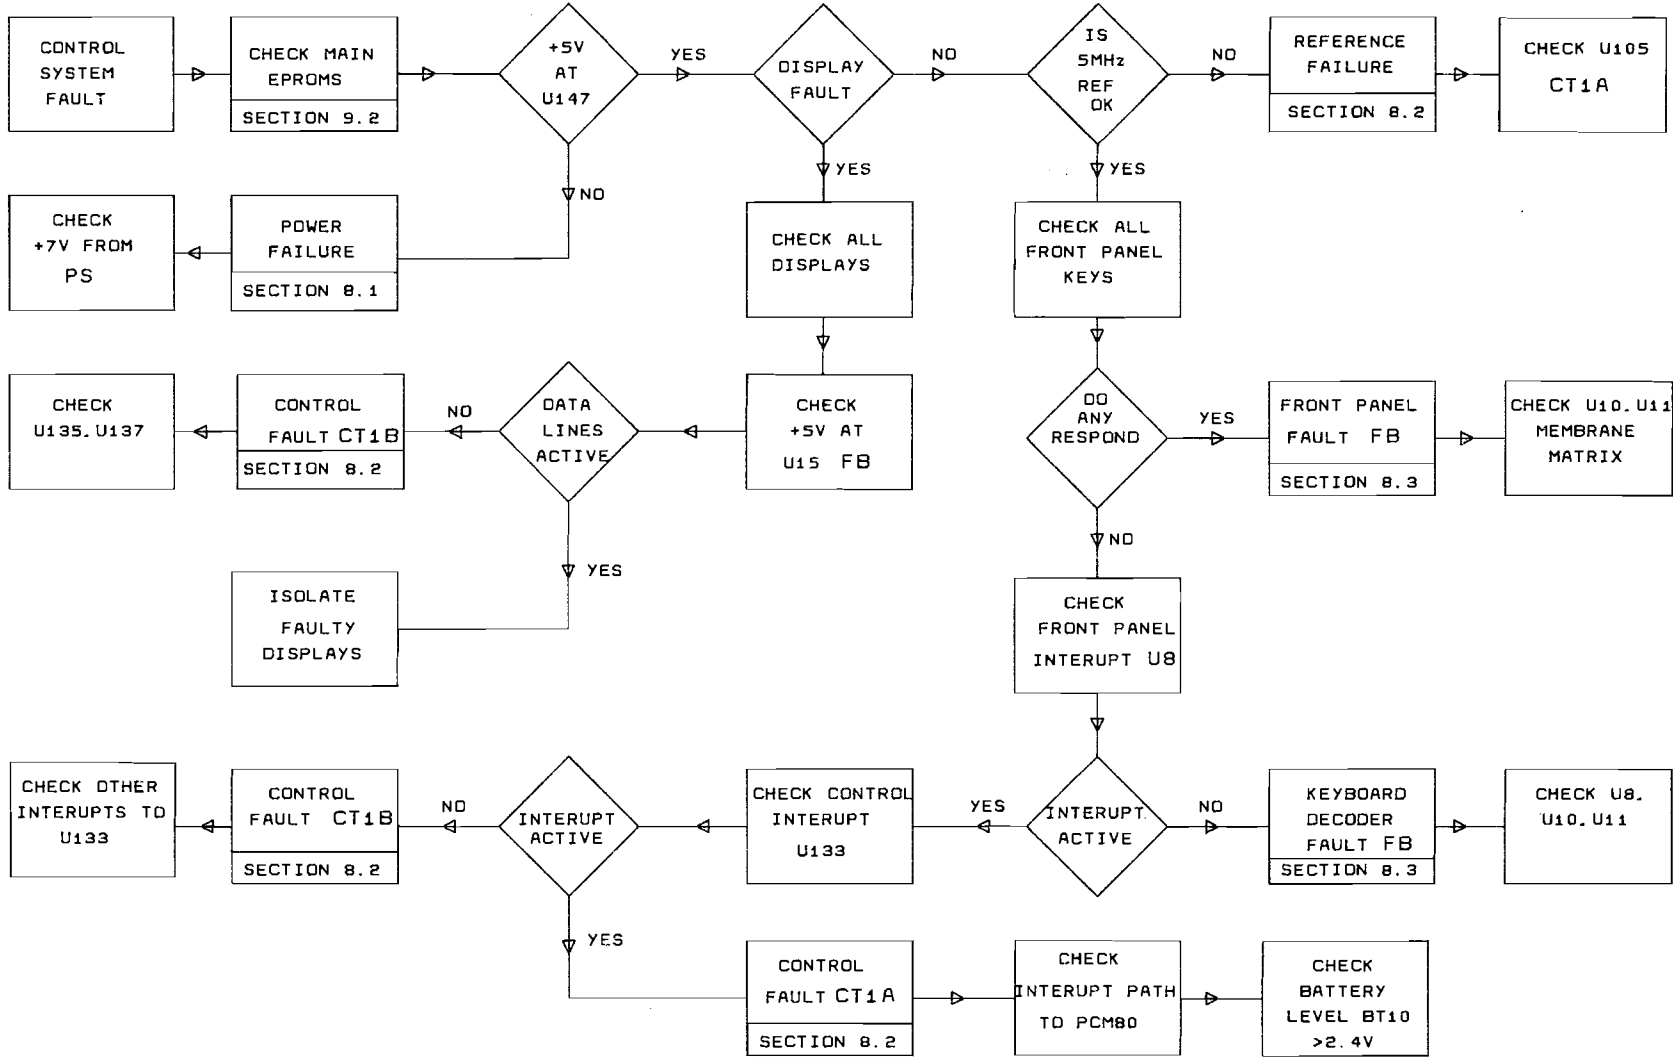 CONTROL
SYSTEM
FAULT
CHECK MAIN
EPROMS
SECTION 9.2
+5V
AT
U147
YES
NO
DISPLAY
FAULT
NO
YES
IS
5MHz
REF
OK
NO
YES
REFERENCE
FAILURE
SECTION 8.2
CHECK U105
CT1A
CHECK
+7V FROM
PS
POWER
FAILURE
SECTION 8.1
CHECK ALL
DISPLAYS
CHECK ALL
FRONT PANEL
KEYS
CHECK
U135.U137
CONTROL
FAULT CT1B
SECTION 8.2
NO
DATA
LINES
ACTIVE
YES
CHECK
+5V AT
U15 FB
DO
ANY
RESPOND
YES
NO
FRONT PANEL
FAULT FB
SECTION 8.3
CHECK U10.U11
MEMBRANE
MATRIX
ISOLATE
FAULTY
DISPLAYS
CHECK
FRONT PANEL
INTERUPT U8
CHECK OTHER
INTERUPTS TO
U133
CONTROL
FAULT CT1B
SECTION 8.2
NO
INTERUPT
ACTIVE
YES
CHECK CONTROL
INTERUPT
U133
YES
INTERUPT
ACTIVE
NO
KEYBOARD
DECODER
FAULT FB
SECTION 8.3
CHECK U8.
U10.U11
CONTROL
FAULT CT1A
SECTION 8.2
CHECK
INTERUPT PATH
TO PCM80
CHECK
BATTERY
LEVEL BT10
>2.4V